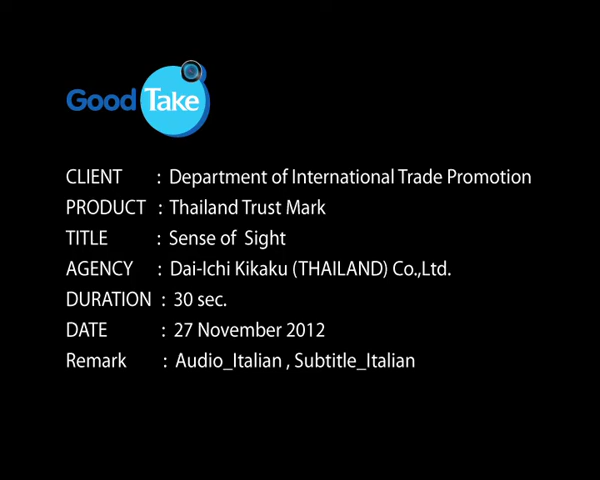 Good Take
CLIENT : Department of International Trade Promotion
PRODUCT : Thailand Trust Mark
TITLE : Sense of Sight
AGENCY : Dai-Ichi Kikaku (THAILAND) Co.,Ltd.
DURATION : 30 sec.
DATE : 27 November 2012
Remark : Audio_Italian , Subtitle_Italian